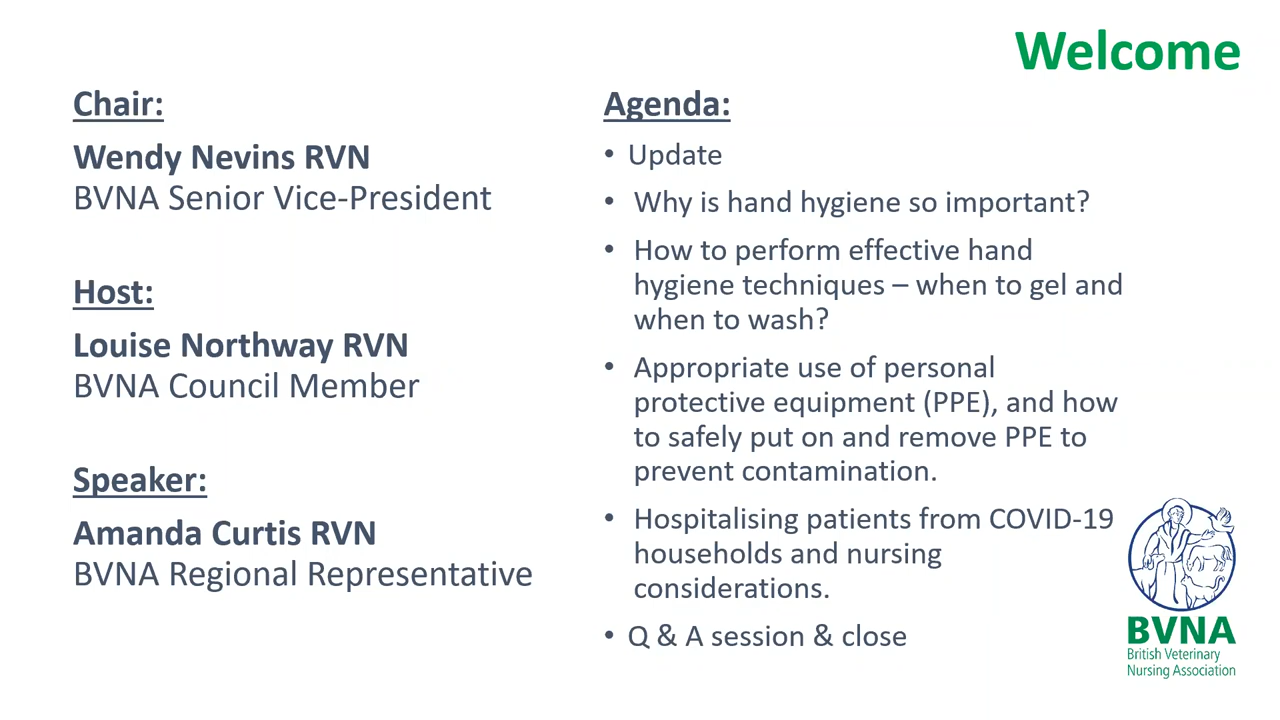 Welcome
Chair:
Wendy Nevins RVN
BVNA Senior Vice-President
Host:
Louise Northway RVN
BVNA Council Member
Speaker:
Amanda Curtis RVN
BVNA Regional Representative
Agenda:
• Update
• Why is hand hygiene so important?
• How to perform effective hand
hygiene techniques – when to gel and
when to wash?
• Appropriate use of personal
protective equipment (PPE), and how
to safely put on and remove PPE to
prevent contamination.
• Hospitalising patients from COVID-19
households and nursing
considerations.
• Q & A session & close
BVNA
British Veterinary
Nursing Association